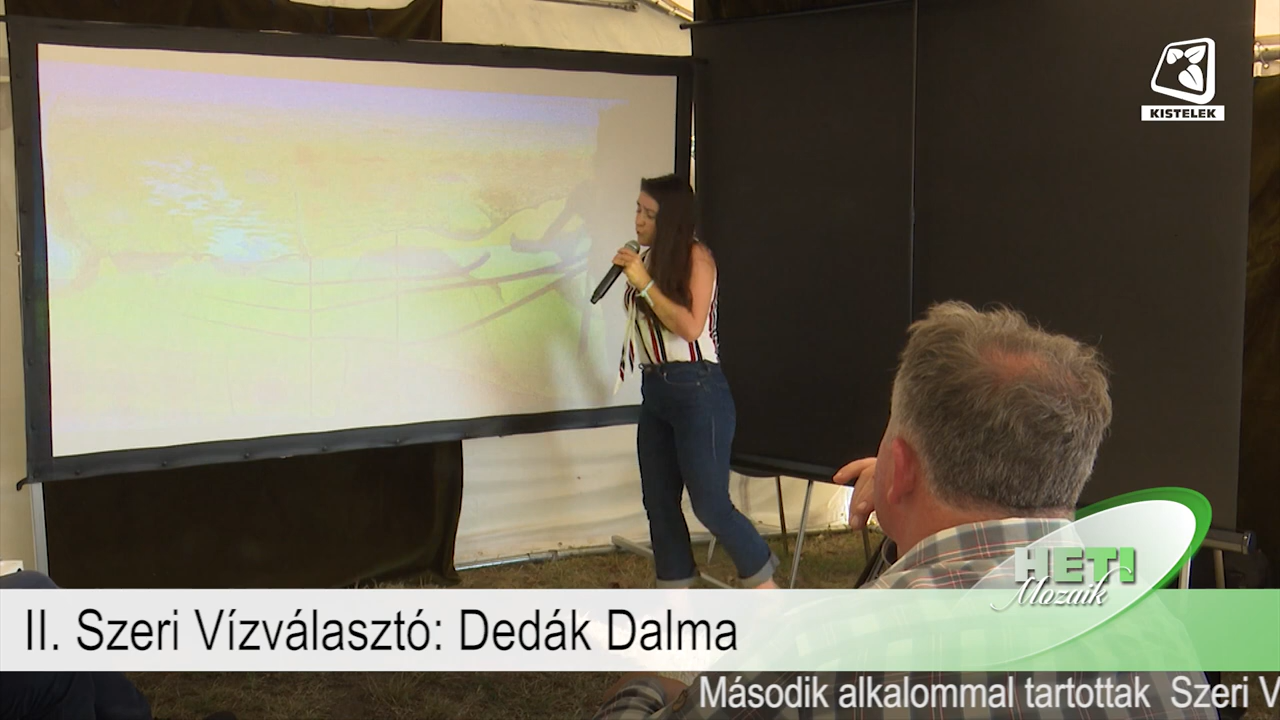 KISTELEK
HETI
Mozaik
II. Szeri Vízválasztó: Dedák Dalma
Második alkalommal tartottak Szeri V